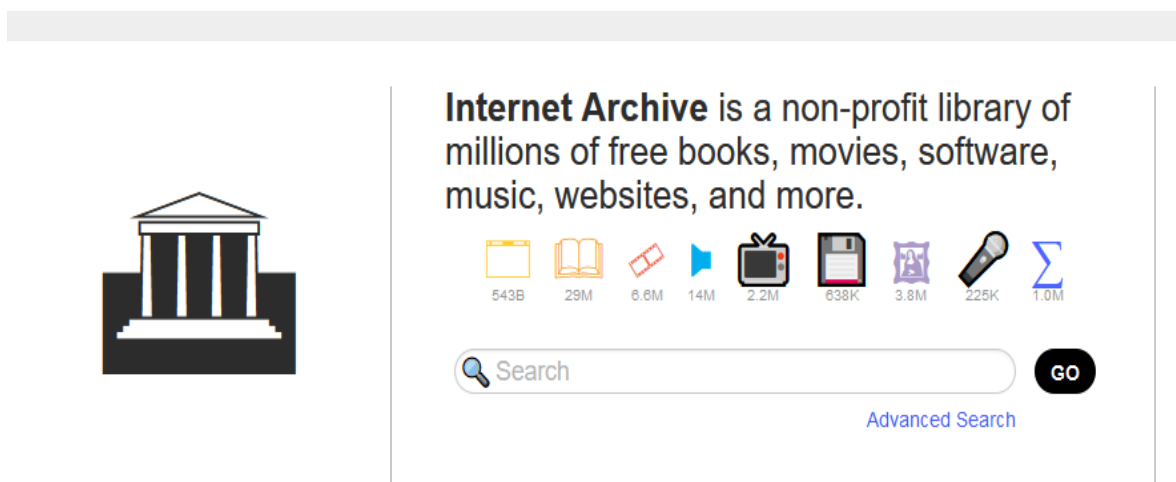 Internet Archive is a non-profit library of
millions of free books, movies, software,
music, websites, and more.
543B 29M 6.6M 14M 2.2M 638K 3.8M 225K 1.0M
Search GO
Advanced Search